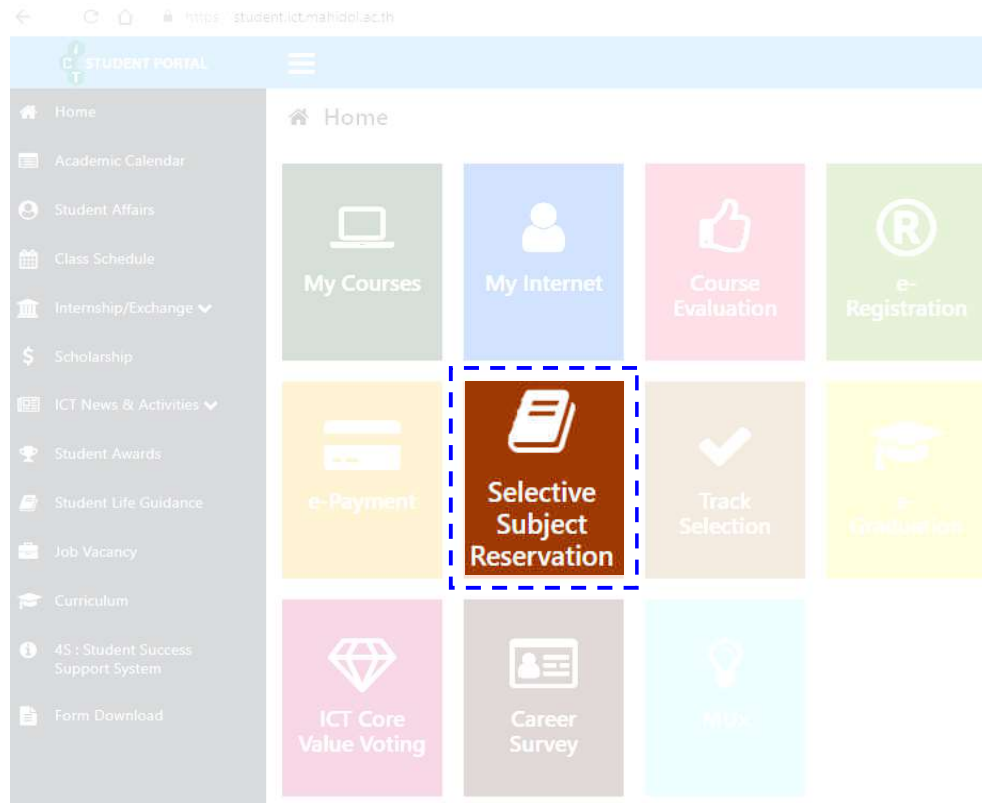 https://student.ict.mahidol.ac.th
ICT
STUDENT PORTAL
Home
Academic Calendar
Student Affairs
Class Schedule
Internship/Exchange
Scholarship
ICT News & Activities
Student Awards
Student Life Guidance
Job Vacancy
Curriculum
4S : Student Success
Support System
Form Download
Home
My Courses
My Internet
Course
Evaluation
e-
Registration
e-Payment
Selective
Subject
Reservation
Track
Selection
e-
Graduation
ICT Core
Value Voting
Career
Survey